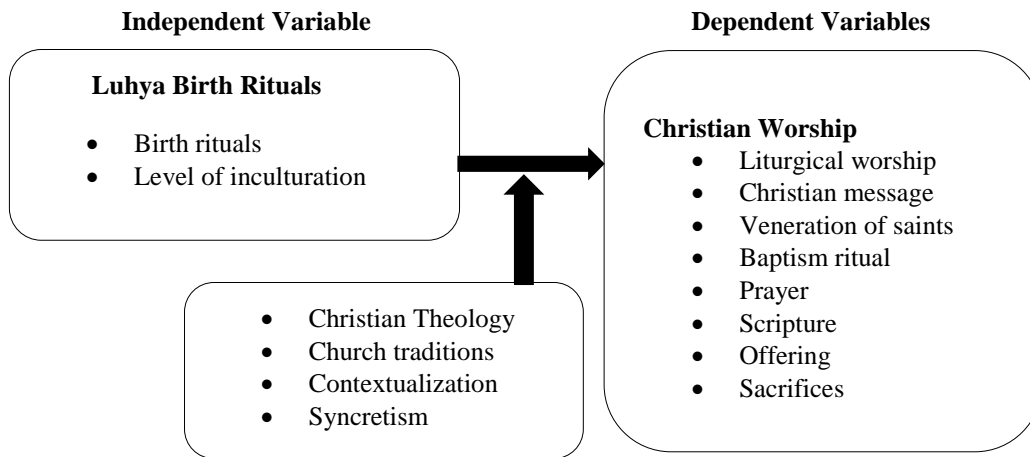 Independent Variable
Dependent Variables
Luhya Birth Rituals
• Birth rituals
• Level of inculturation
Christian Worship
• Liturgical worship
• Christian message
• Veneration of saints
• Baptism ritual
• Prayer
• Scripture
• Offering
• Sacrifices
• Christian Theology
• Church traditions
• Contextualization
• Syncretism